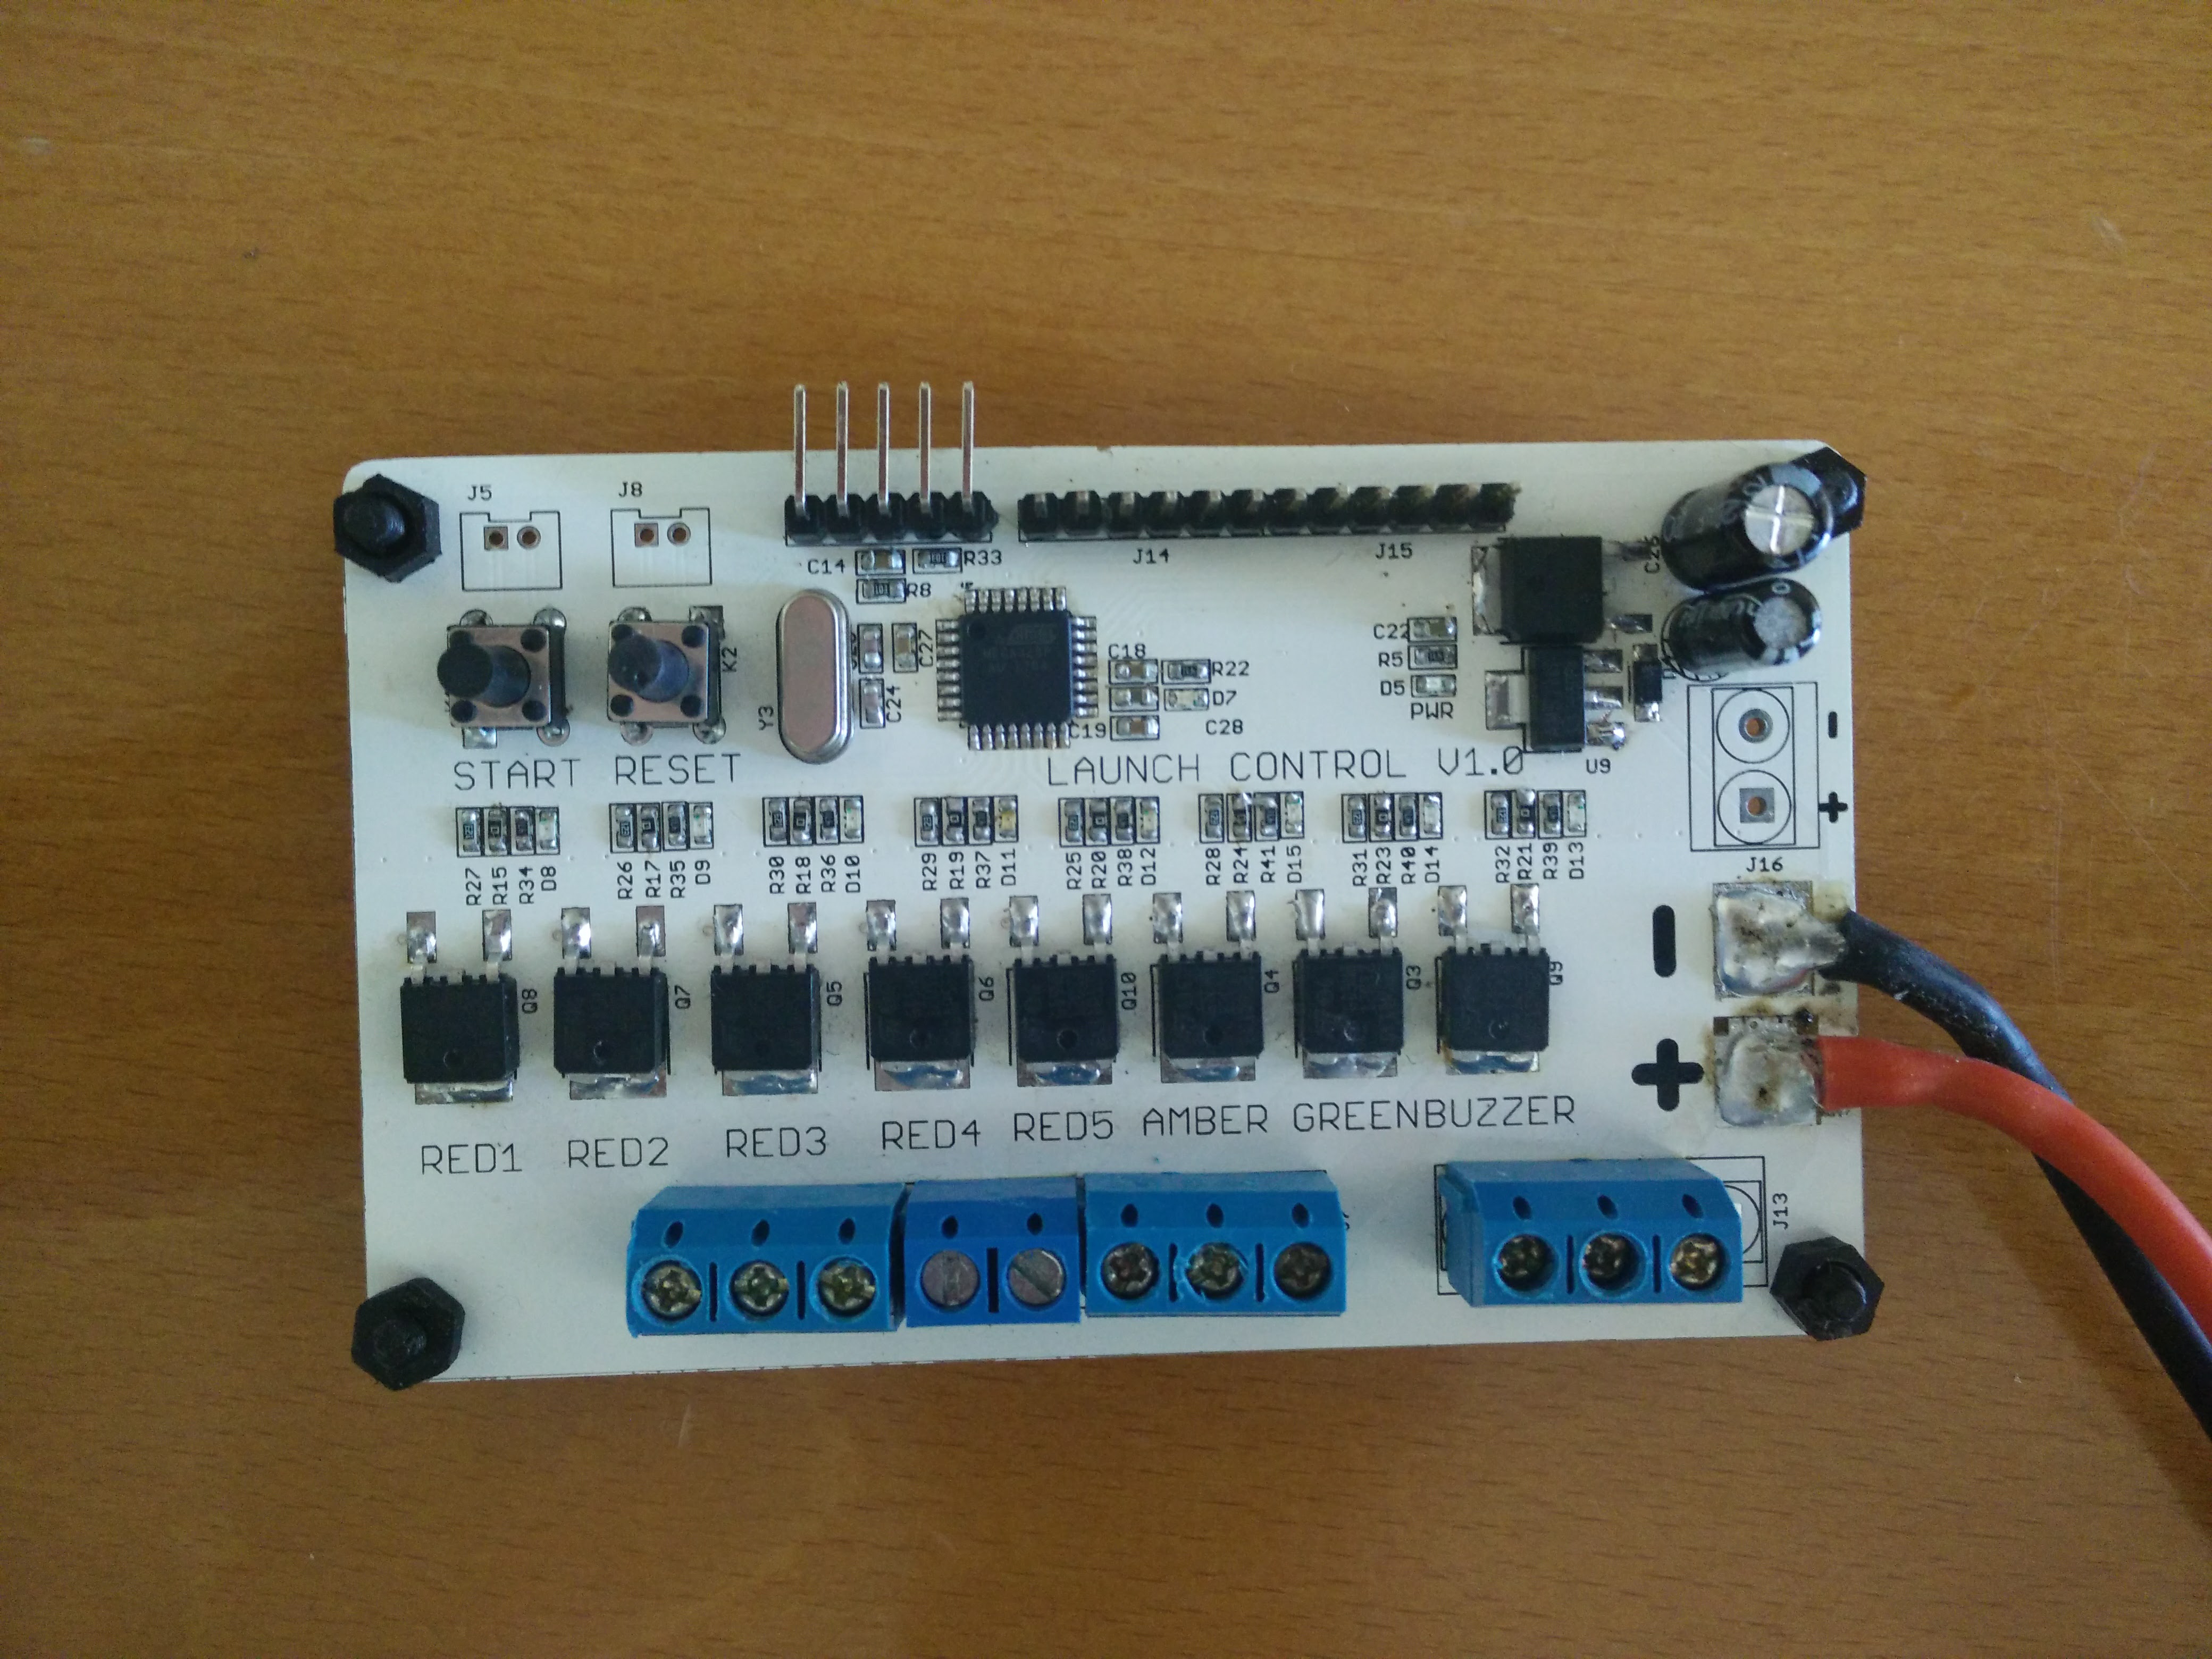 J5
J8
C14
R33
R8
J14
J15
C26
K2
C27
C24
Y3
C18
R22
D7
C19
C28
C22
R5
D5
PWR
U9
START
RESET
LAUNCH CONTROL V1.0
-
+
J16
R27 R15 R34 D8
R26 R17 R35 D9
R30 R18 R36 D10
R29 R19 R37 D11
R25 R20 R38 D12
R28 R24 R41 D15
R31 R23 R40 D14
R32 R21 R39 D13
Q8
Q7
Q5
Q6
Q10
Q4
Q3
Q9
-
+
RED1
RED2
RED3
RED4
RED5
AMBER
GREENBUZZER
J13